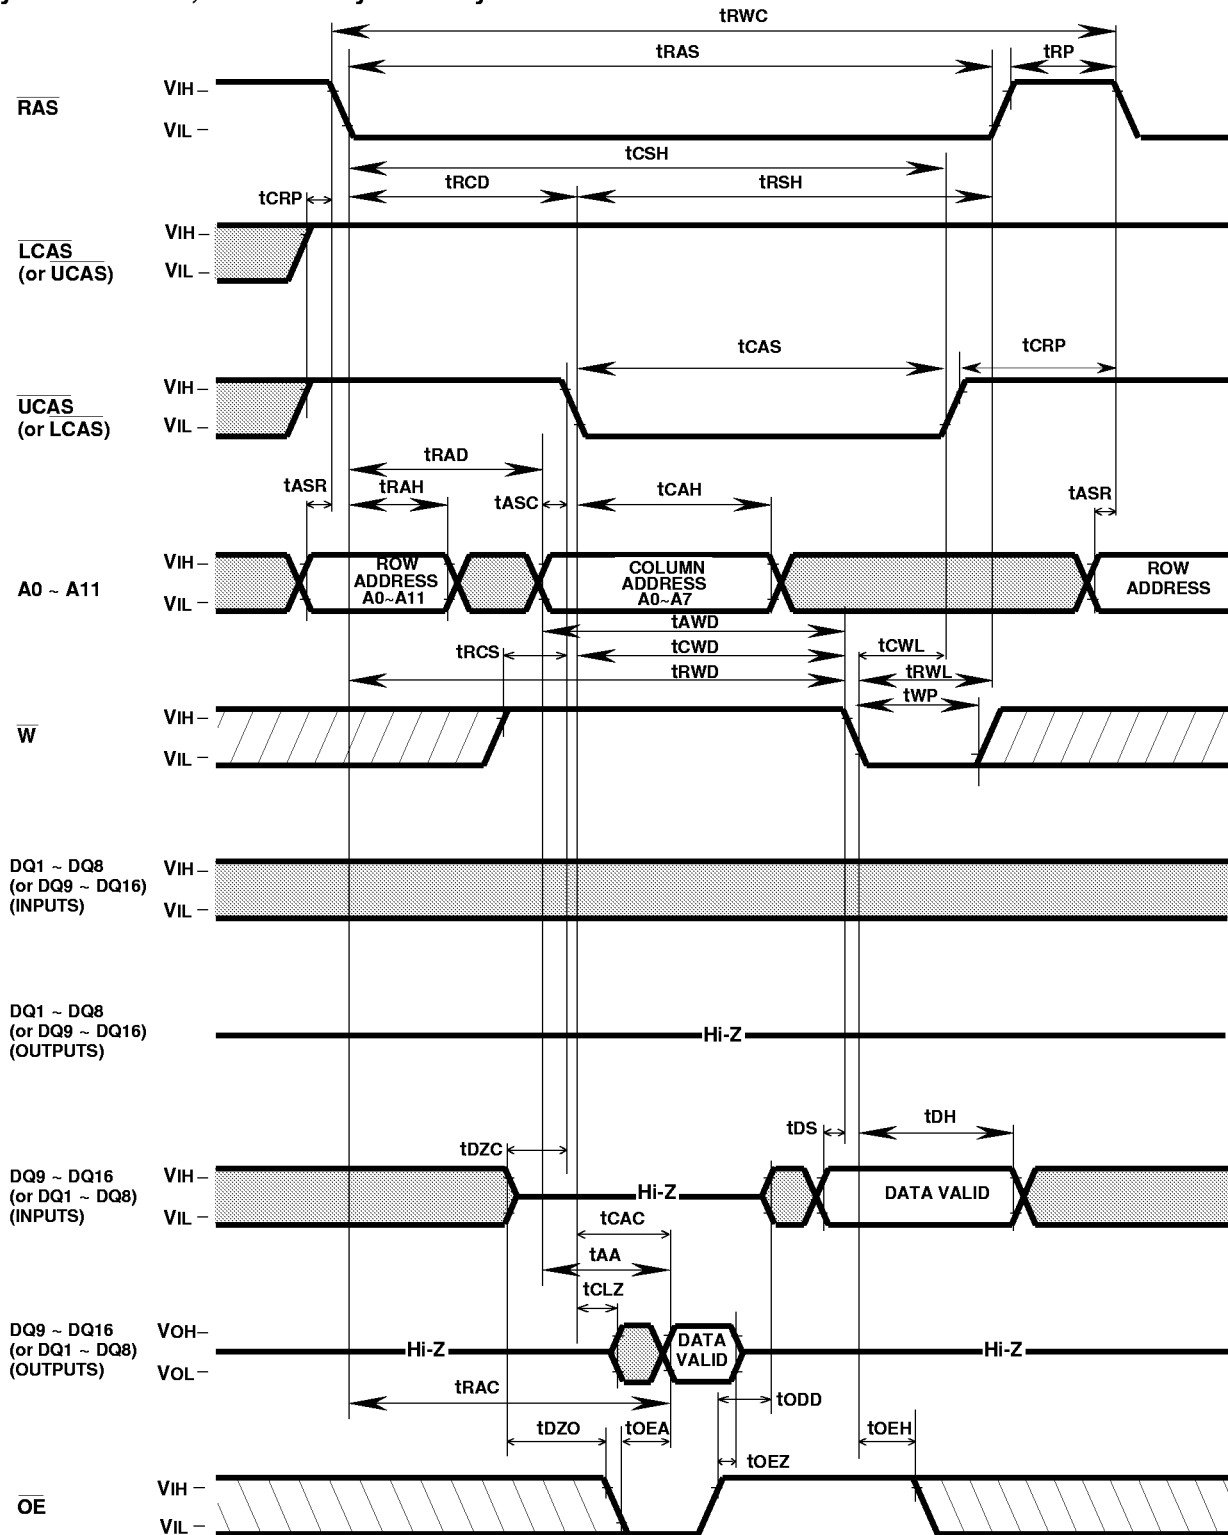 tRWC
tRAS
tRP
RAS
VIH
VIL
tCSH
tRCD
tRSH
tCRP
LCAS
(or UCAS)
VIH
VIL
tCAS
tCRP
UCAS
(or LCAS)
VIH
VIL
tRAD
tASR
tRAH
tASC
tCAH
tASR
A0 ~ A11
VIH
VIL
ROW
ADDRESS
A0~A11
COLUMN
ADDRESS
A0~A7
ROW
ADDRESS
tAWD
tRCS
tCWD
tCWL
tRWD
tRWL
tWP
W
VIH
VIL
DQ1 ~ DQ8
(or DQ9 ~ DQ16)
(INPUTS)
VIH
VIL
DQ1 ~ DQ8
(or DQ9 ~ DQ16)
(OUTPUTS)
Hi-Z
tDS
tDH
tDZC
DQ9 ~ DQ16
(or DQ1 ~ DQ8)
(INPUTS)
VIH
VIL
Hi-Z
DATA VALID
tCAC
tAA
tCLZ
DQ9 ~ DQ16
(or DQ1 ~ DQ8)
(OUTPUTS)
VOH
VOL
Hi-Z
DATA
VALID
Hi-Z
tRAC
tODD
tDZO
tOEA
tOEH
tOEZ
OE
VIH
VIL